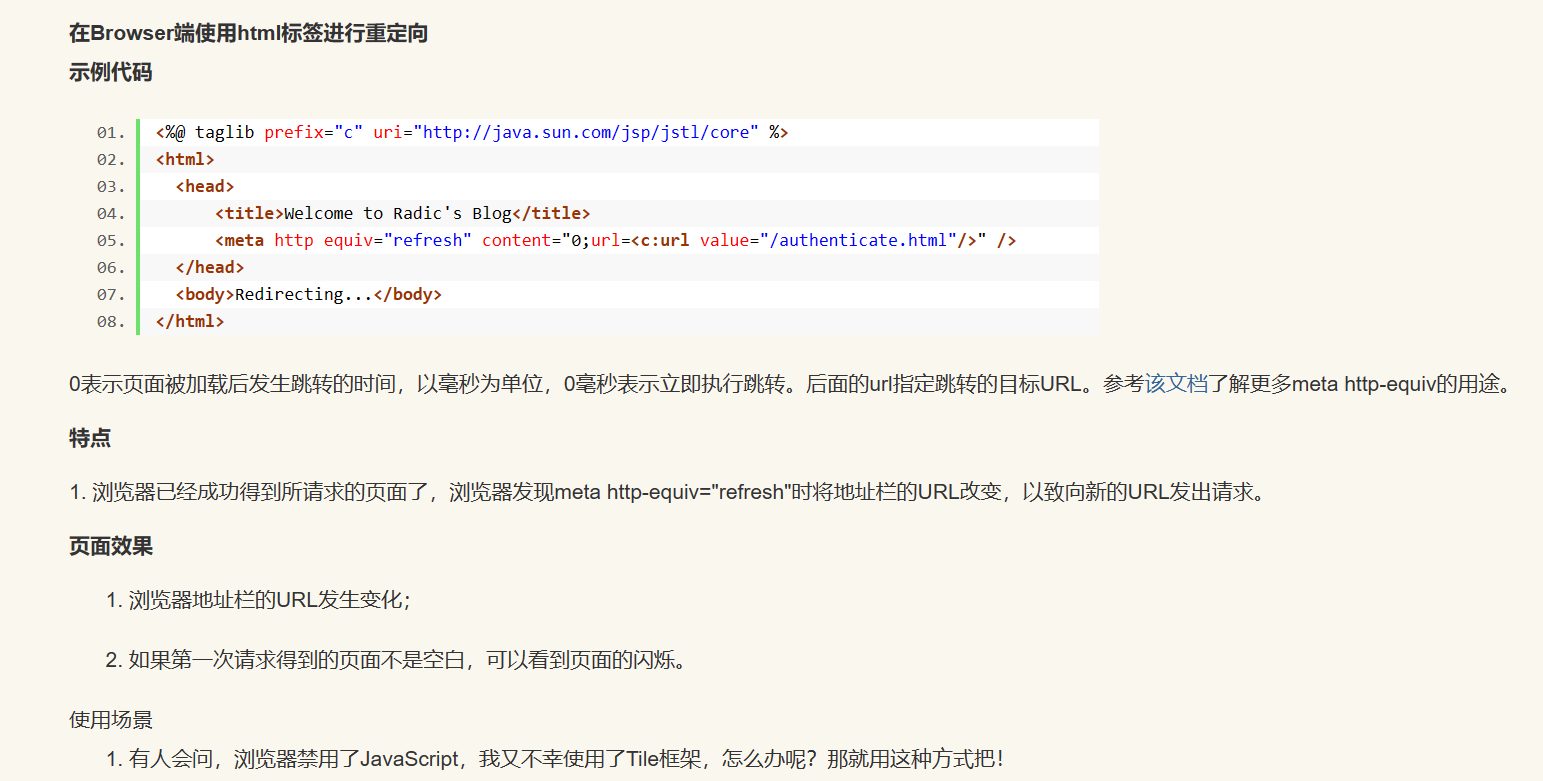 在Browser端使用html标签进行重定向
示例代码
01. <%@ taglib prefix="c" uri="http://java.sun.com/jsp/jstl/core" %>
02. <html>
03. <head>
04. <title>Welcome to Radic's Blog</title>
05. <meta http equiv="refresh" content="0;url=<c:url value="/authenticate.html"/>" />
06. </head>
07. <body>Redirecting...</body>
08. </html>
0表示页面被加载后发生跳转的时间，以毫秒为单位，0毫秒表示立即执行跳转。后面的url指定跳转的目标URL。参考该文档了解更多meta http-equiv的用途。
特点
1. 浏览器已经成功得到所请求的页面了，浏览器发现meta http-equiv="refresh"时将地址栏的URL改变，以致向新的URL发出请求。
页面效果
1. 浏览器地址栏的URL发生变化；
2. 如果第一次请求得到的页面不是空白，可以看到页面的闪烁。
使用场景
1. 有人会问，浏览器禁用了JavaScript，我又不幸使用了Tile框架，怎么办呢？那就用这种方式把！